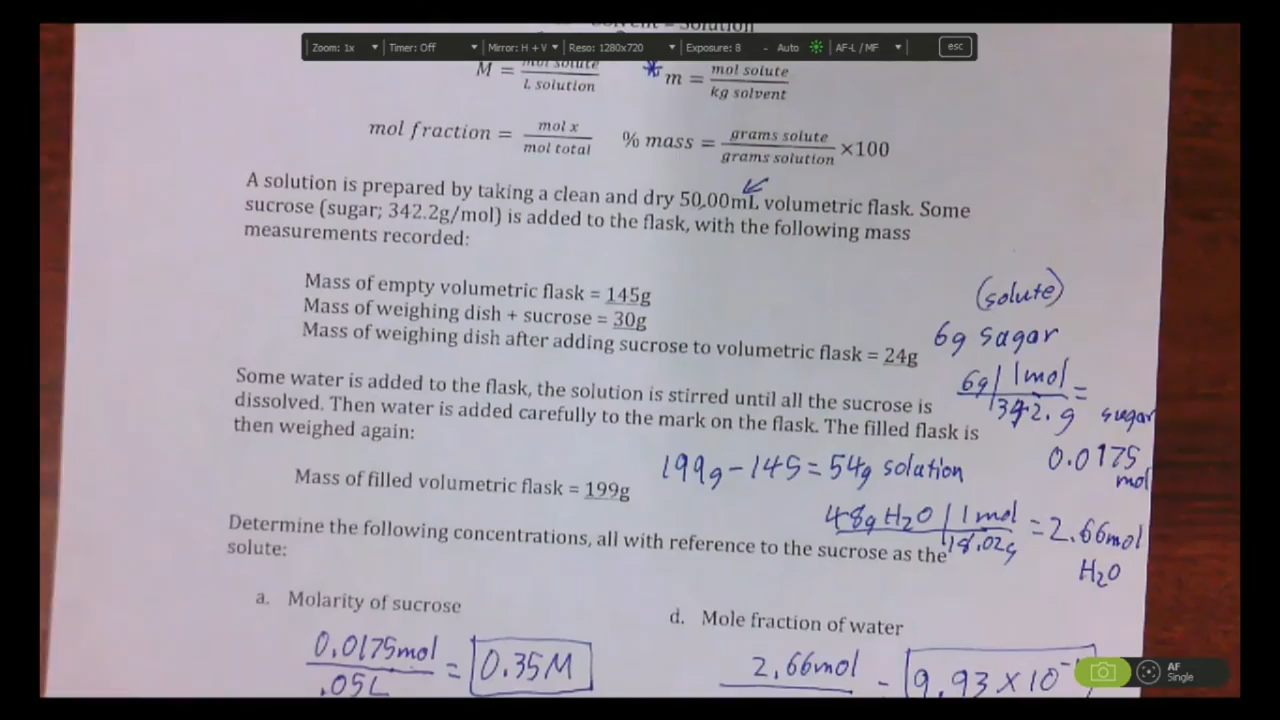 Solvent = Solution
Zoom: 1x Timer: Off Mirror: H + V Reso: 1280x720 Exposure: 8 - Auto AF-L / MF esc
M = mol solute / L solution * m = mol solute / kg solvent
mol fraction = mol x / mol total % mass = grams solute / grams solution ×100
A solution is prepared by taking a clean and dry 50.00mL volumetric flask. Some
sucrose (sugar; 342.2g/mol) is added to the flask, with the following mass
measurements recorded:
(solute)
Mass of empty volumetric flask = 145g
Mass of weighing dish + sucrose = 30g
Mass of weighing dish after adding sucrose to volumetric flask = 24g
6g sagar
6g | 1mol / 342.g =
sugar
0.0175
mol
Some water is added to the flask, the solution is stirred until all the sucrose is
dissolved. Then water is added carefully to the mark on the flask. The filled flask is
then weighed again:
199g - 145 = 54g solution
Mass of filled volumetric flask = 199g
48g H2O | 1 mol / 18.02g = 2.66mol
H2O
Determine the following concentrations, all with reference to the sucrose as the
solute:
a. Molarity of sucrose
0.0175mol / .05L = 0.35M
d. Mole fraction of water
2.66mol = 9.93 × 10-
AF
Single